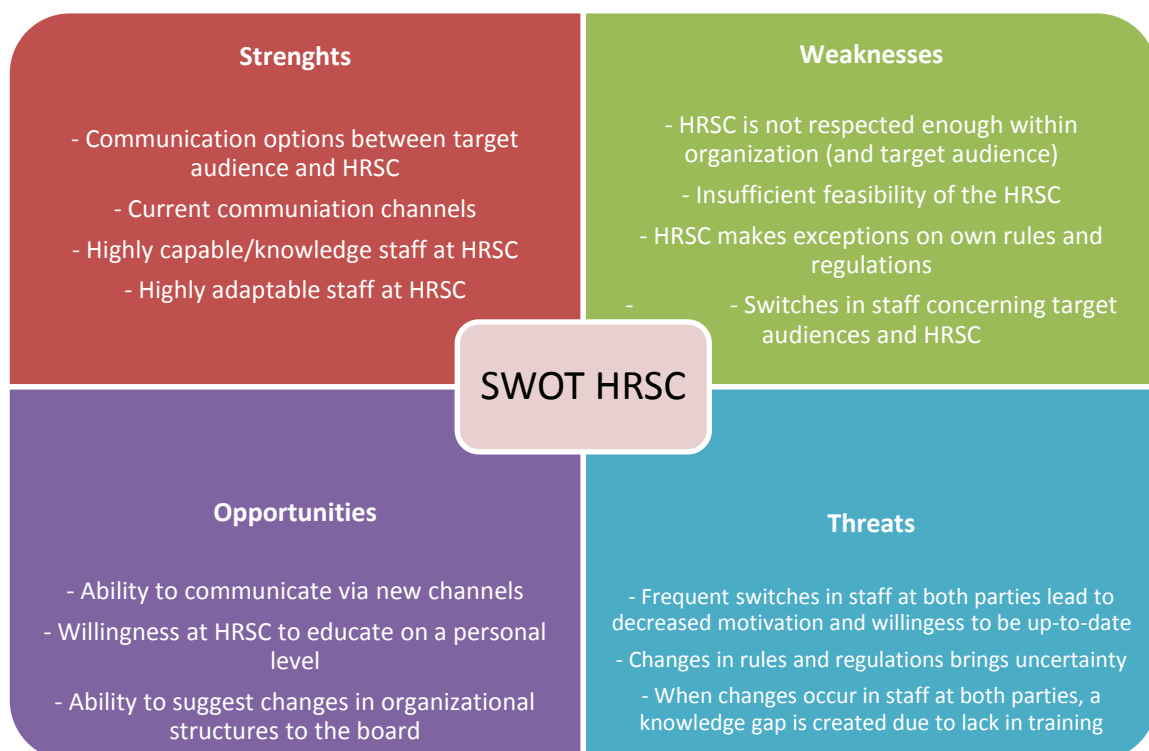 Strenghts
- Communication options between target
audience and HRSC
- Current communiation channels
- Highly capable/knowledge staff at HRSC
- Highly adaptable staff at HRSC
Weaknesses
- HRSC is not respected enough within
organization (and target audience)
- Insufficient feasibility of the HRSC
- HRSC makes exceptions on own rules and
regulations
- - Switches in staff concerning target
audiences and HRSC
SWOT HRSC
Opportunities
- Ability to communicate via new channels
- Willingness at HRSC to educate on a personal
level
- Ability to suggest changes in organizational
structures to the board
Threats
- Frequent switches in staff at both parties lead to
decreased motivation and willingess to be up-to-date
- Changes in rules and regulations brings uncertainty
- When changes occur in staff at both parties, a
knowledge gap is created due to lack in training